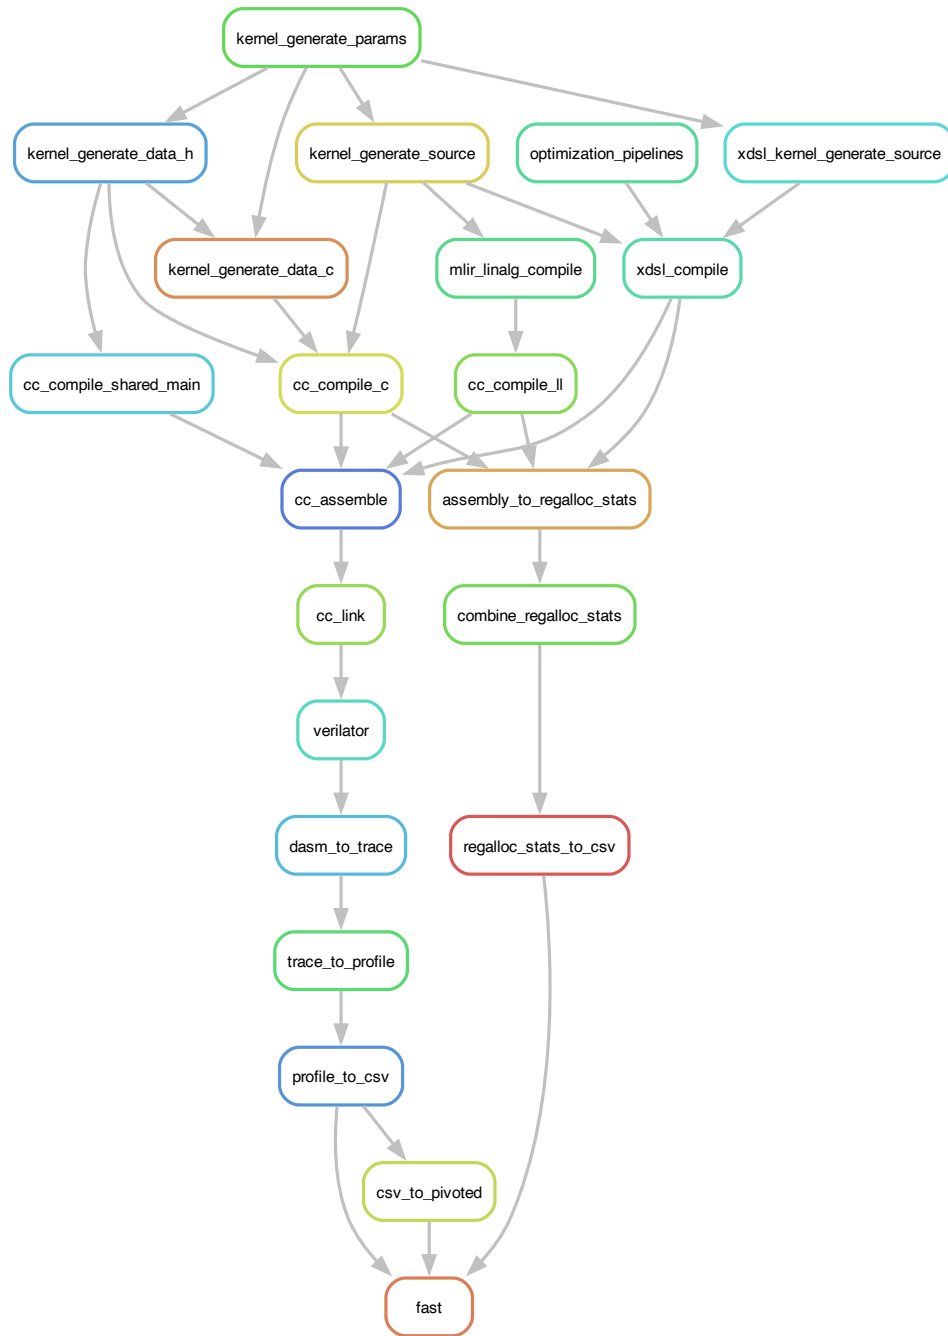 kernel_generate_params
kernel_generate_data_h
kernel_generate_source
optimization_pipelines
xdsl_kernel_generate_source
kernel_generate_data_c
mlir_linalg_compile
xdsl_compile
cc_compile_shared_main
cc_compile_c
cc_compile_ll
cc_assemble
assembly_to_regalloc_stats
cc_link
combine_regalloc_stats
verilator
dasm_to_trace
regalloc_stats_to_csv
trace_to_profile
profile_to_csv
csv_to_pivoted
fast